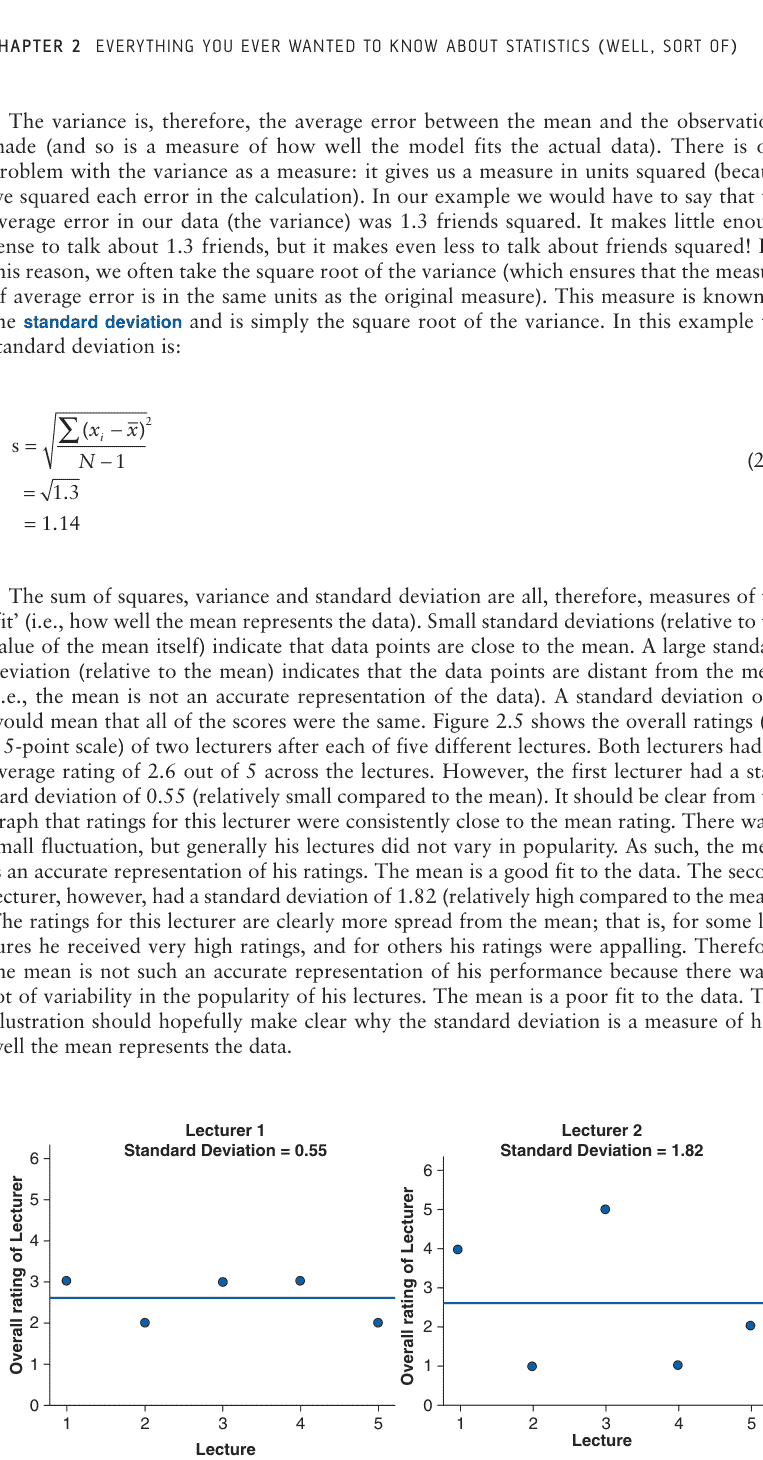 HAPTER 2 EVERYTHING YOU EVER WANTED TO KNOW ABOUT STATISTICS (WELL, SORT OF)
The variance is, therefore, the average error between the mean and the observation
nade (and so is a measure of how well the model fits the actual data). There is o
roblem with the variance as a measure: it gives us a measure in units squared (becau
ve squared each error in the calculation). In our example we would have to say that t
verage error in our data (the variance) was 1.3 friends squared. It makes little enou
ense to talk about 1.3 friends, but it makes even less to talk about friends squared! F
his reason, we often take the square root of the variance (which ensures that the measu
f average error is in the same units as the original measure). This measure is known
he standard deviation and is simply the square root of the variance. In this example t
tandard deviation is:
s = √(∑(xᵢ – x̄)² / N – 1)
(2
= √1.3
= 1.14
The sum of squares, variance and standard deviation are all, therefore, measures of t
fit’ (i.e., how well the mean represents the data). Small standard deviations (relative to t
alue of the mean itself) indicate that data points are close to the mean. A large standa
eviation (relative to the mean) indicates that the data points are distant from the me
.e., the mean is not an accurate representation of the data). A standard deviation o
vould mean that all of the scores were the same. Figure 2.5 shows the overall ratings (
5-point scale) of two lecturers after each of five different lectures. Both lecturers had
verage rating of 2.6 out of 5 across the lectures. However, the first lecturer had a sta
ard deviation of 0.55 (relatively small compared to the mean). It should be clear from t
raph that ratings for this lecturer were consistently close to the mean rating. There wa
mall fluctuation, but generally his lectures did not vary in popularity. As such, the me
s an accurate representation of his ratings. The mean is a good fit to the data. The seco
ecturer, however, had a standard deviation of 1.82 (relatively high compared to the mea
The ratings for this lecturer are clearly more spread from the mean; that is, for some l
ures he received very high ratings, and for others his ratings were appalling. Therefo
he mean is not such an accurate representation of his performance because there wa
ot of variability in the popularity of his lectures. The mean is a poor fit to the data. T
llustration should hopefully make clear why the standard deviation is a measure of h
vell the mean represents the data.
Lecturer 1
Standard Deviation = 0.55
Overall rating of Lecturer
6
5
4
3
2
1
0
1 2 3 4 5
Lecture
Lecturer 2
Standard Deviation = 1.82
Overall rating of Lecturer
6
5
4
3
2
1
0
1 2 3 4 5
Lecture